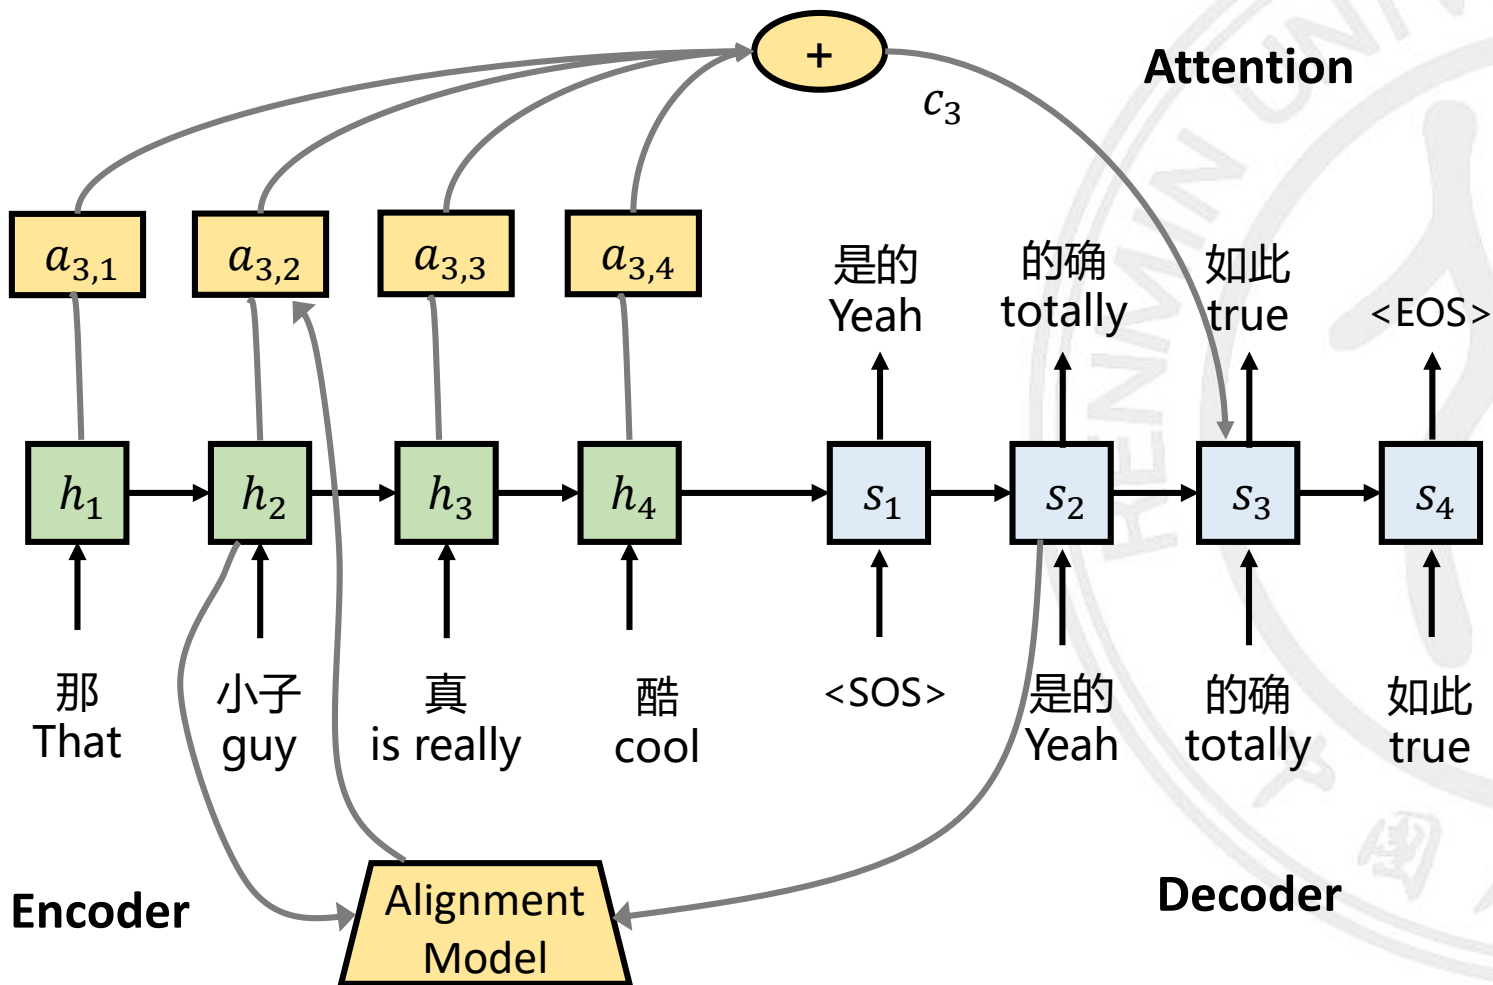 +
Attention
c₃
a₃,₁
a₃,₂
a₃,₃
a₃,₄
是的
Yeah
的确
totally
如此
true
<EOS>
h₁
h₂
h₃
h₄
s₁
s₂
s₃
s₄
那
That
小子
guy
真
is really
酷
cool
<SOS>
是的
Yeah
的确
totally
如此
true
Encoder
Alignment
Model
Decoder
RENMIN UNI